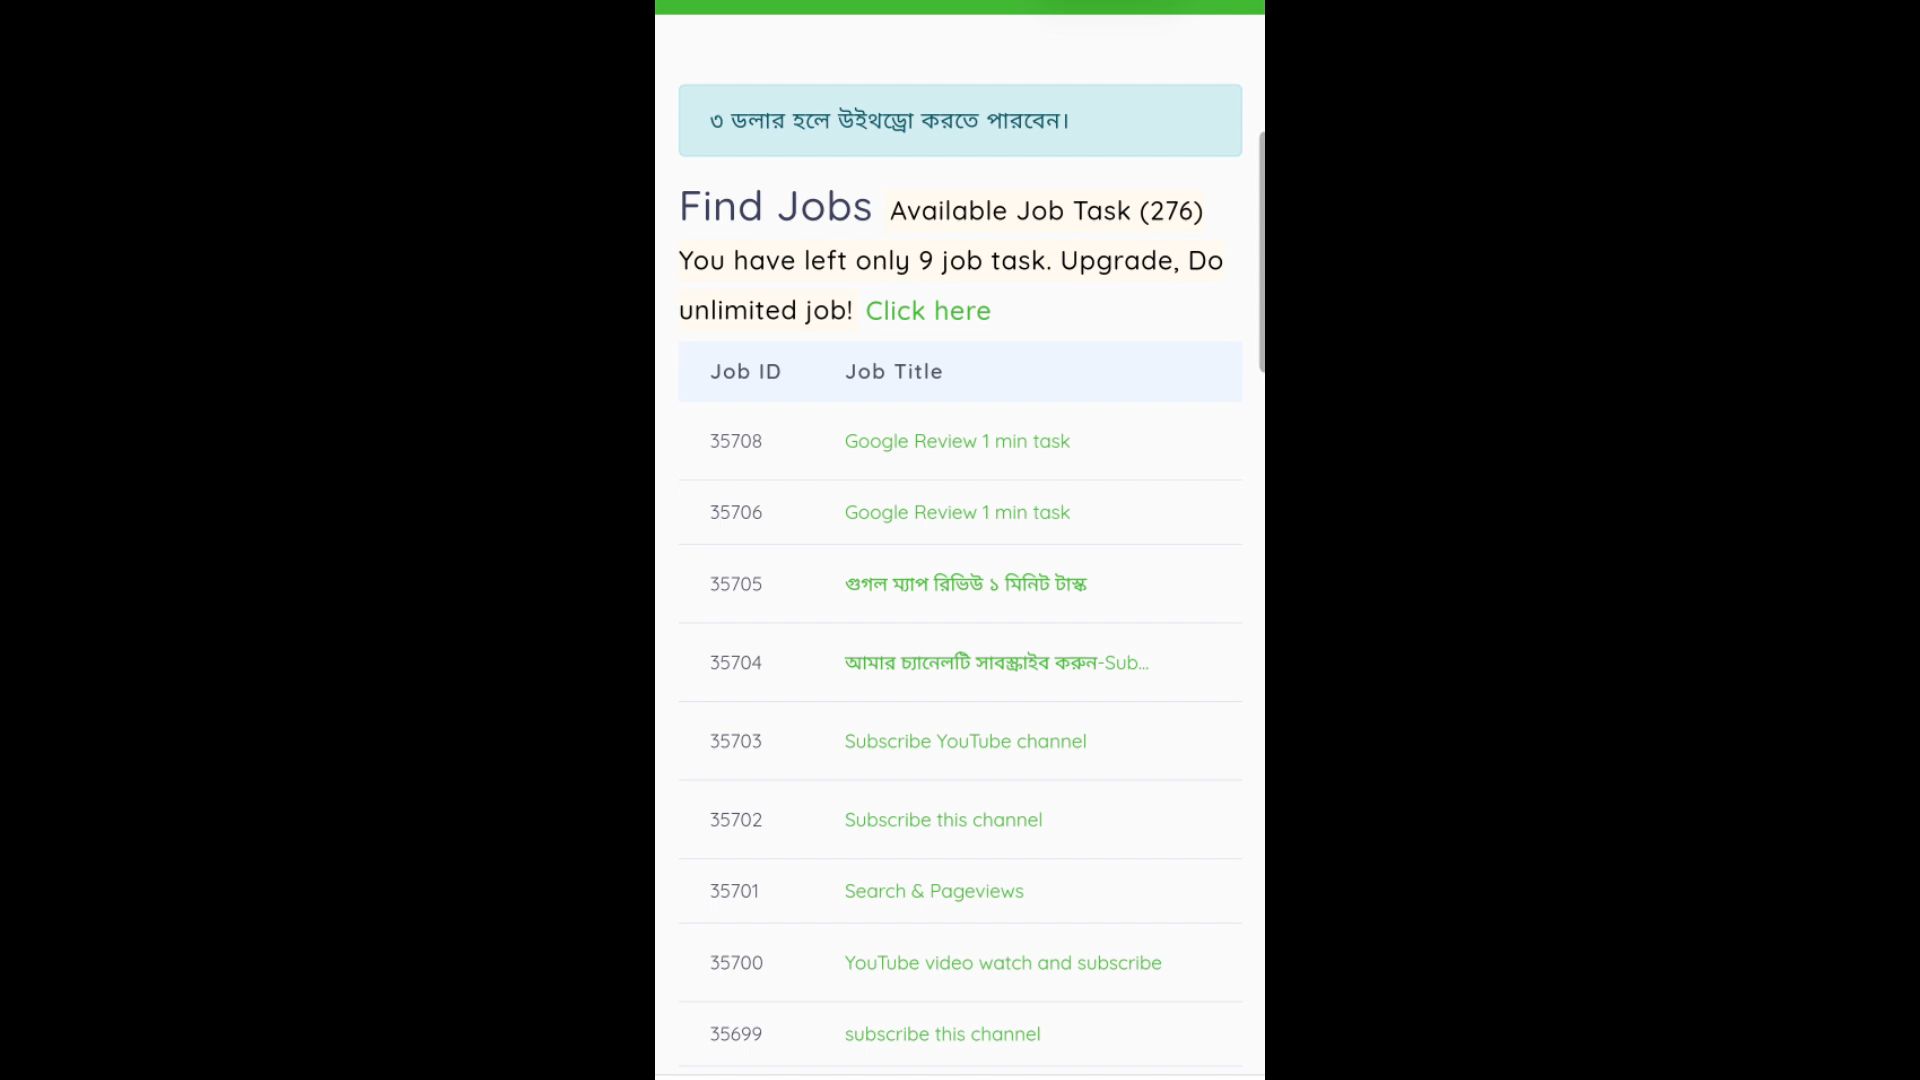 ৩ ডলার হলে উইথড্রো করতে পারবেন।
Find Jobs Available Job Task (276)
You have left only 9 job task. Upgrade, Do
unlimited job! Click here
Job ID Job Title
35708 Google Review 1 min task
35706 Google Review 1 min task
35705 গুগল ম্যাপ রিভিউ ১ মিনিট টাস্ক
35704 আমার চ্যানেলটি সাবস্ক্রাইব করুন-Sub...
35703 Subscribe YouTube channel
35702 Subscribe this channel
35701 Search & Pageviews
35700 YouTube video watch and subscribe
35699 subscribe this channel